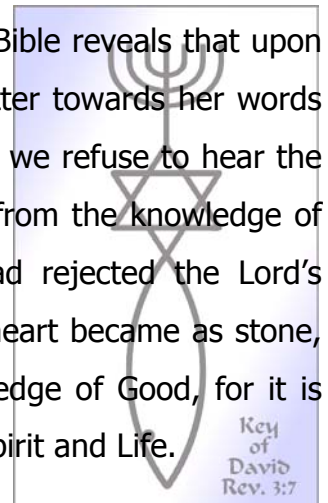 Bible reveals that upon
tter towards her words
we refuse to hear the
from the knowledge of
ad rejected the Lord's
heart became as stone,
edge of Good, for it is
pirit and Life.
Key
of
David
Rev. 3:7